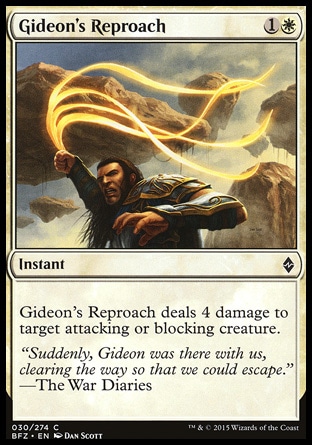 Gideon's Reproach 1
Instant
Gideon's Reproach deals 4 damage to
target attacking or blocking creature.
“Suddenly, Gideon was there with us,
clearing the way so that we could escape.”
—The War Diaries
030/274 C
BFZ • EN Dan Scott
™ & © 2015 Wizards of the Coast